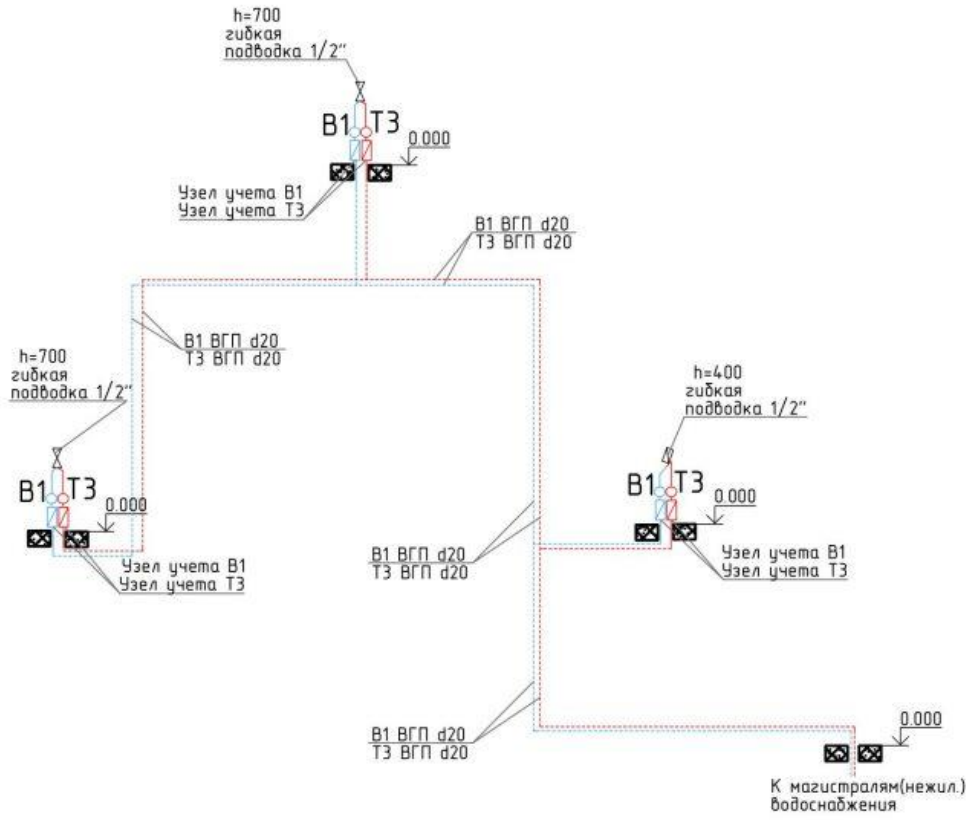 h=700
гибкая
подводка 1/2"
В1
Т3
0.000
Узел учета В1
Узел учета Т3
В1 ВГП d20
Т3 ВГП d20
В1 ВГП d20
Т3 ВГП d20
h=700
гибкая
подводка 1/2"
h=400
гибкая
подводка 1/2"
В1
Т3
0.000
В1
Т3
0.000
Узел учета В1
Узел учета Т3
В1 ВГП d20
Т3 ВГП d20
Узел учета В1
Узел учета Т3
В1 ВГП d20
Т3 ВГП d20
0.000
К магистралям(нежил.)
водоснабжения